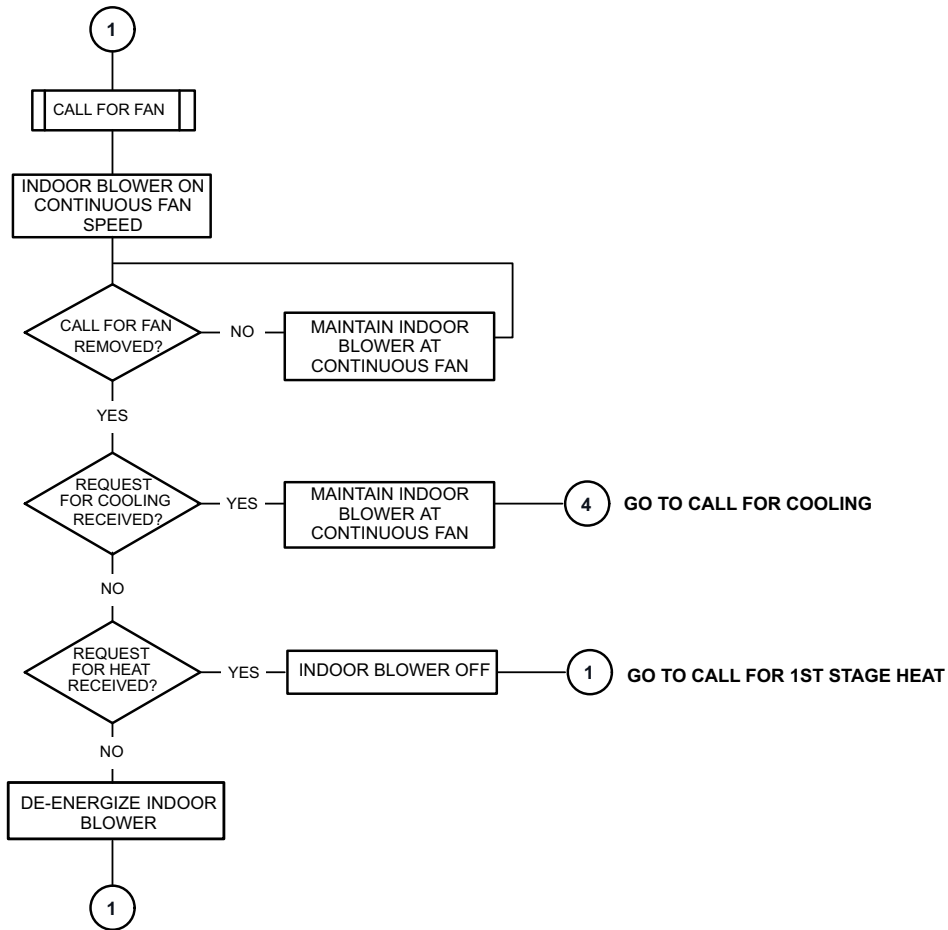 1
CALL FOR FAN
INDOOR BLOWER ON
CONTINUOUS FAN
SPEED
CALL FOR FAN
REMOVED?
NO
MAINTAIN INDOOR
BLOWER AT
CONTINUOUS FAN
YES
REQUEST
FOR COOLING
RECEIVED?
YES
MAINTAIN INDOOR
BLOWER AT
CONTINUOUS FAN
4
GO TO CALL FOR COOLING
NO
REQUEST
FOR HEAT
RECEIVED?
YES
INDOOR BLOWER OFF
1
GO TO CALL FOR 1ST STAGE HEAT
NO
DE-ENERGIZE INDOOR
BLOWER
1